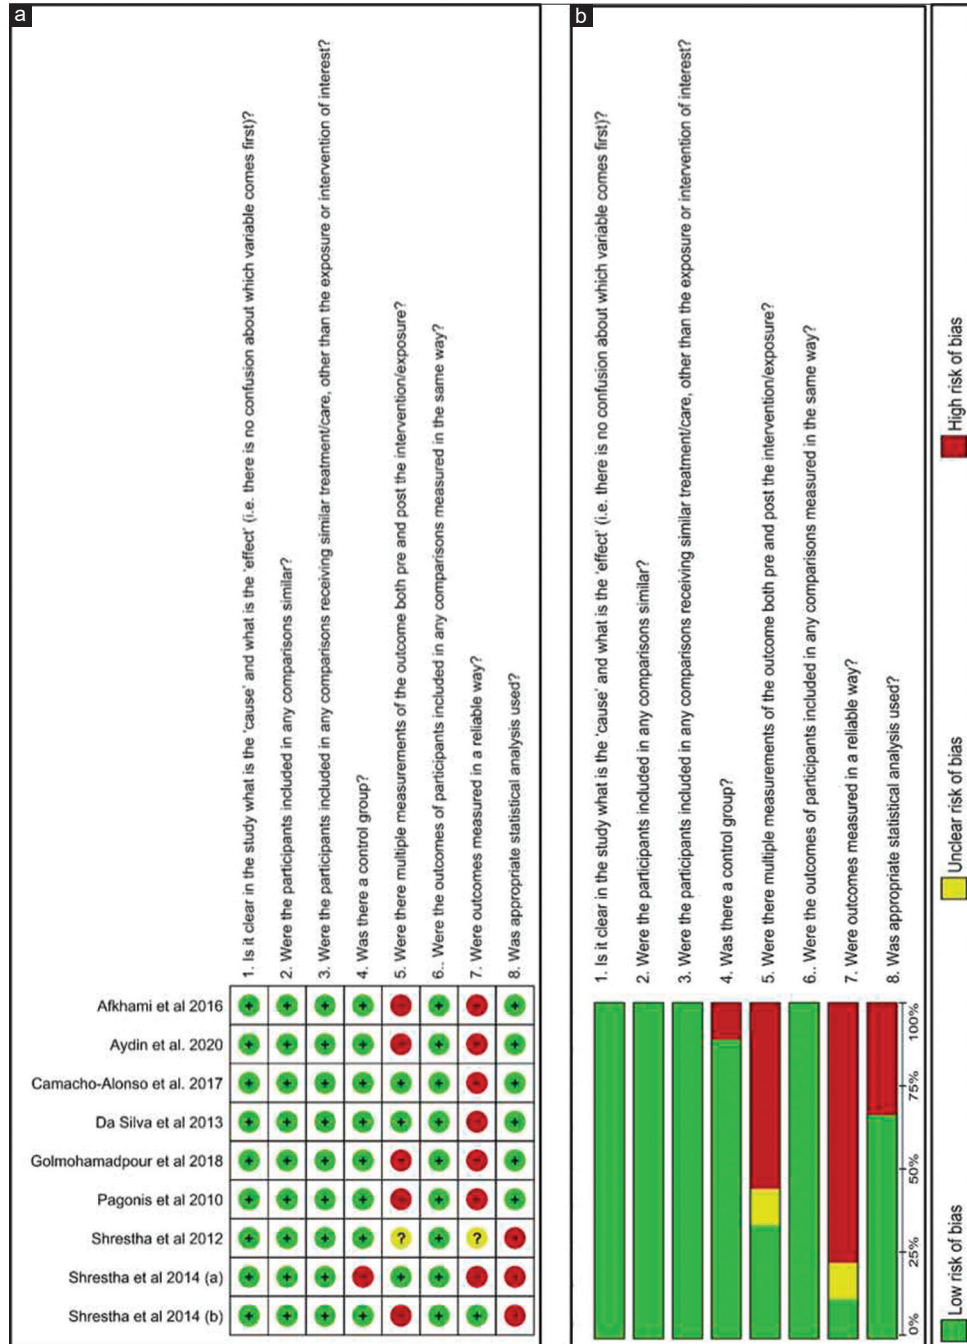 a
1. Is it clear in the study what is the 'cause' and what is the 'effect' (i.e. there is no confusion about which variable comes first)?
2. Were the participants included in any comparisons similar?
3. Were the participants included in any comparisons receiving similar treatment/care, other than the exposure or intervention of interest?
4. Was there a control group?
5. Were there multiple measurements of the outcome both pre and post the intervention/exposure?
6.. Were the outcomes of participants included in any comparisons measured in the same way?
7. Were outcomes measured in a reliable way?
8. Was appropriate statistical analysis used?
Afkhami et al 2016
+ + + + - + - +
Aydin et al. 2020
+ + + + - + - +
Camacho-Alonso et al. 2017
+ + + + + + - +
Da Silva et al 2013
+ + + + + + - +
Golmohamadpour et al 2018
+ + + + - + - +
Pagonis et al 2010
+ + + + - + - +
Shrestha et al 2012
+ + + + ? + ? -
Shrestha et al 2014 (a)
+ + + - + + - -
Shrestha et al 2014 (b)
+ + + + - + + -
b
1. Is it clear in the study what is the 'cause' and what is the 'effect' (i.e. there is no confusion about which variable comes first)?
2. Were the participants included in any comparisons similar?
3. Were the participants included in any comparisons receiving similar treatment/care, other than the exposure or intervention of interest?
4. Was there a control group?
5. Were there multiple measurements of the outcome both pre and post the intervention/exposure?
6.. Were the outcomes of participants included in any comparisons measured in the same way?
7. Were outcomes measured in a reliable way?
8. Was appropriate statistical analysis used?
0% 25% 50% 75% 100%
Low risk of bias
Unclear risk of bias
High risk of bias